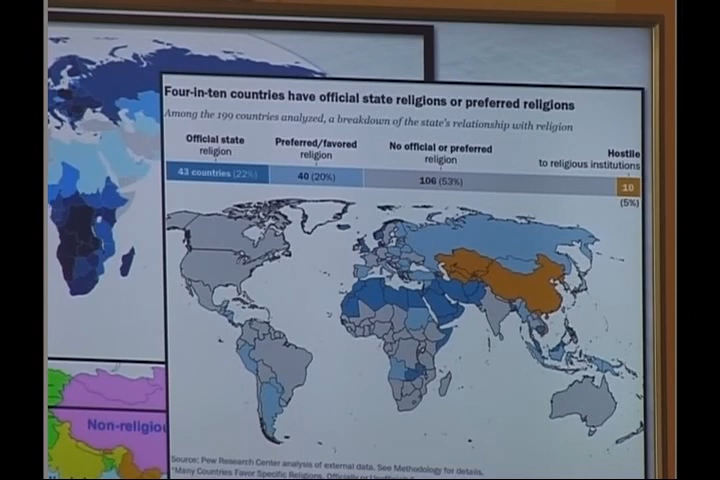 Four-in-ten countries have official state religions or preferred religions
Among the 199 countries analyzed, a breakdown of the state's relationship with religion
Official state
religion
Preferred/favored
religion
No official or preferred
religion
Hostile
to religious institutions
43 countries (22%)
40 (20%)
106 (53%)
10
(5%)
Non-religiou
Source: Pew Research Center analysis of external data. See Methodology for details.
"Many Countries Favor Specific Religions, Officially or